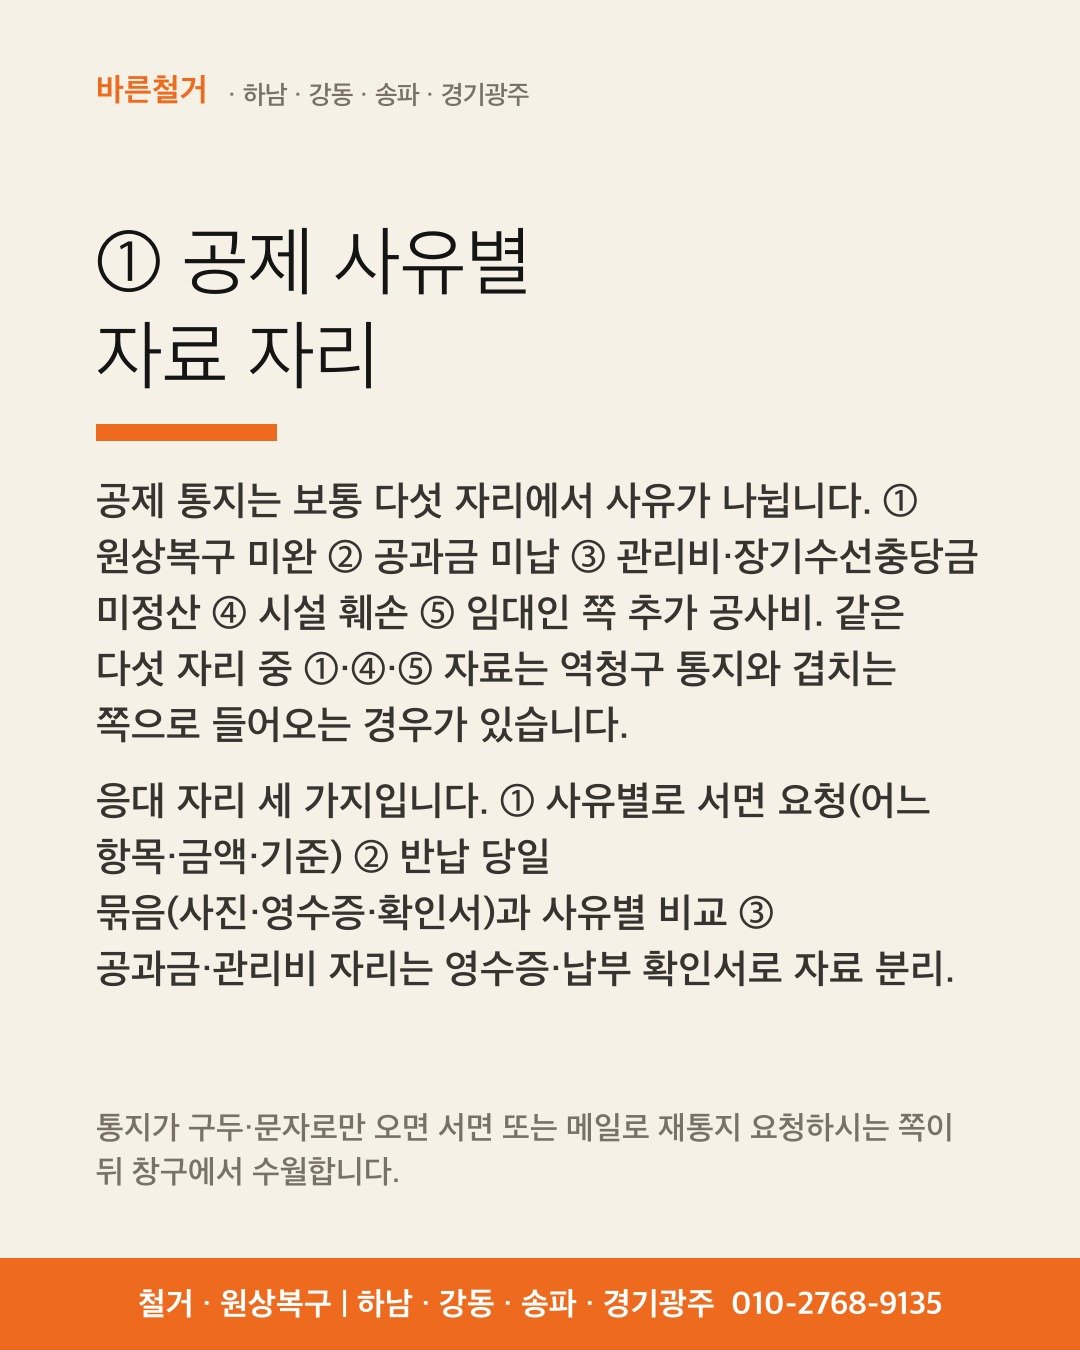 바른철거 · 하남 · 강동 · 송파 · 경기광주
① 공제 사유별
자료 자리
공제 통지는 보통 다섯 자리에서 사유가 나뉩니다. ①
원상복구 미완 ② 공과금 미납 ③ 관리비·장기수선충당금
미정산 ④ 시설 훼손 ⑤ 임대인 쪽 추가 공사비. 같은
다섯 자리 중 ①·④·⑤ 자료는 역청구 통지와 겹치는
쪽으로 들어오는 경우가 있습니다.
응대 자리 세 가지입니다. ① 사유별로 서면 요청(어느
항목·금액·기준) ② 반납 당일
묶음(사진·영수증·확인서)과 사유별 비교 ③
공과금·관리비 자리는 영수증·납부 확인서로 자료 분리.
통지가 구두·문자로만 오면 서면 또는 메일로 재통지 요청하시는 쪽이
뒤 창구에서 수월합니다.
철거 · 원상복구 | 하남 · 강동 · 송파 · 경기광주 010-2768-9135